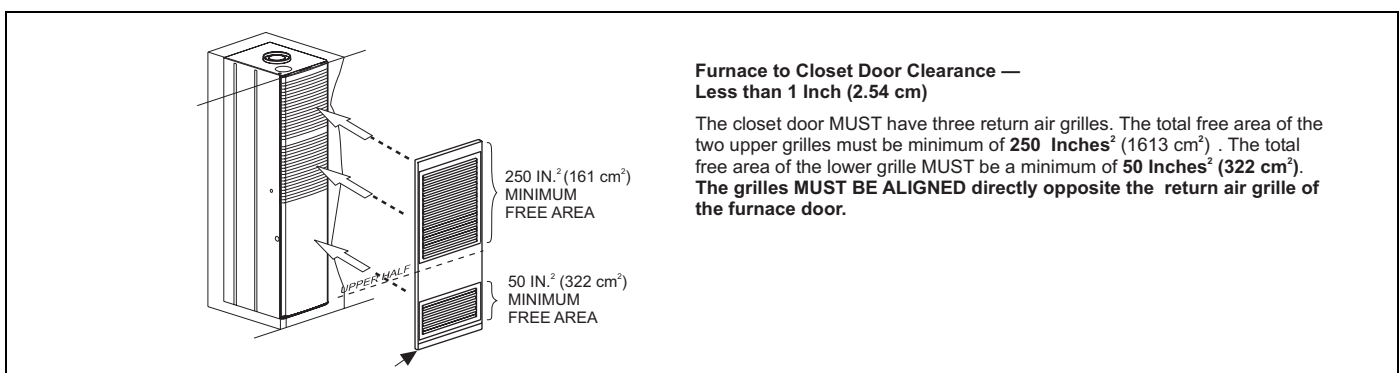 Furnace to Closet Door Clearance —
Less than 1 Inch (2.54 cm)
The closet door MUST have three return air grilles. The total free area of the
two upper grilles must be minimum of 250 Inches² (1613 cm²) . The total
free area of the lower grille MUST be a minimum of 50 Inches² (322 cm²).
The grilles MUST BE ALIGNED directly opposite the return air grille of
the furnace door.
250 IN.² (161 cm²)
MINIMUM
FREE AREA
UPPER HALF
50 IN.² (322 cm²)
MINIMUM
FREE AREA